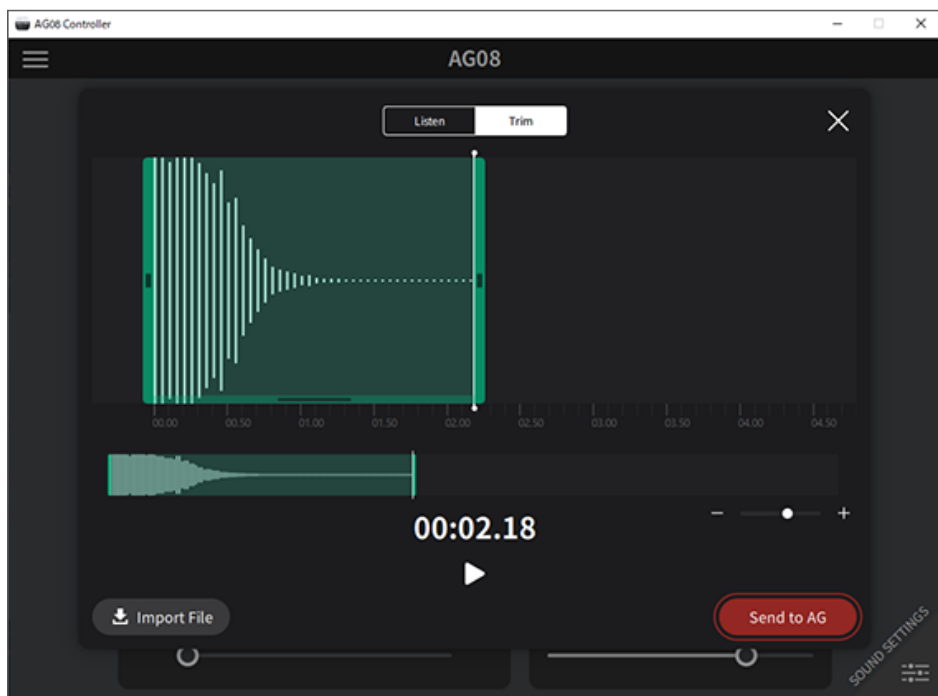 AG08 Controller
AG08
Listen
Trim
00.00 00.50 01.00 01.50 02.00 02.50 03.00 03.50 04.00 04.50
00:02.18
Import File
Send to AG
SOUND SETTINGS